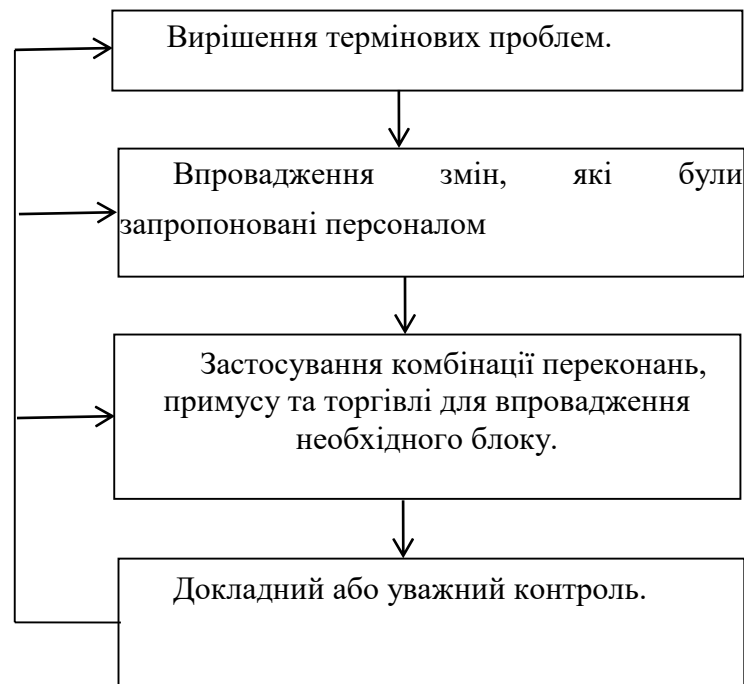 Вирішення термінових проблем.
Впровадження змін, які були
запропоновані персоналом
Застосування комбінації переконань,
примусу та торгівлі для впровадження
необхідного блоку.
Докладний або уважний контроль.